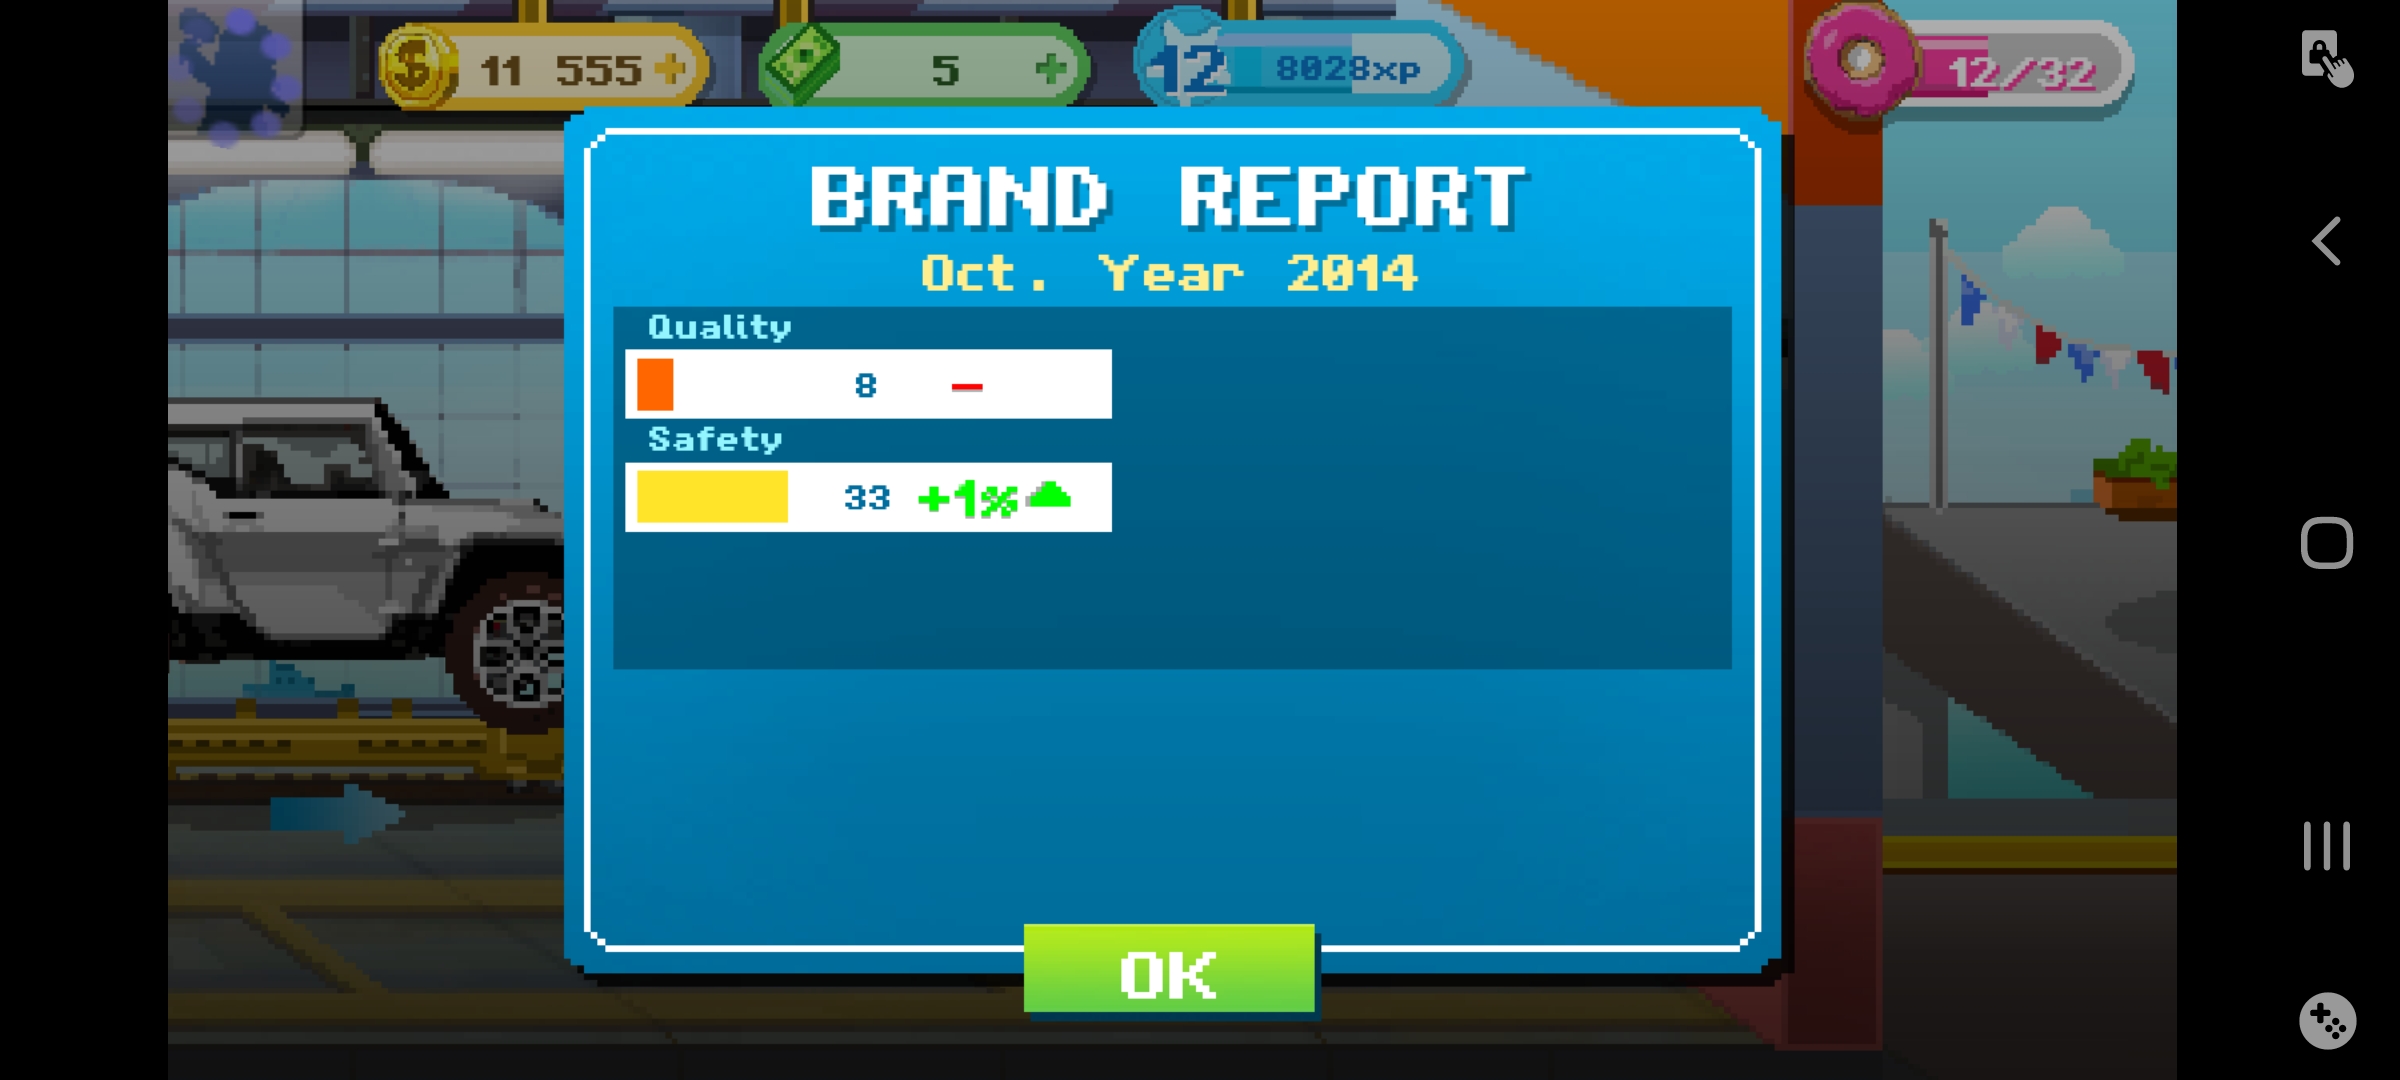 11 555 +
5 +
12 8028xp
12/32
BRAND REPORT
Oct. Year 2014
Quality
8 –
Safety
33 +1%
OK